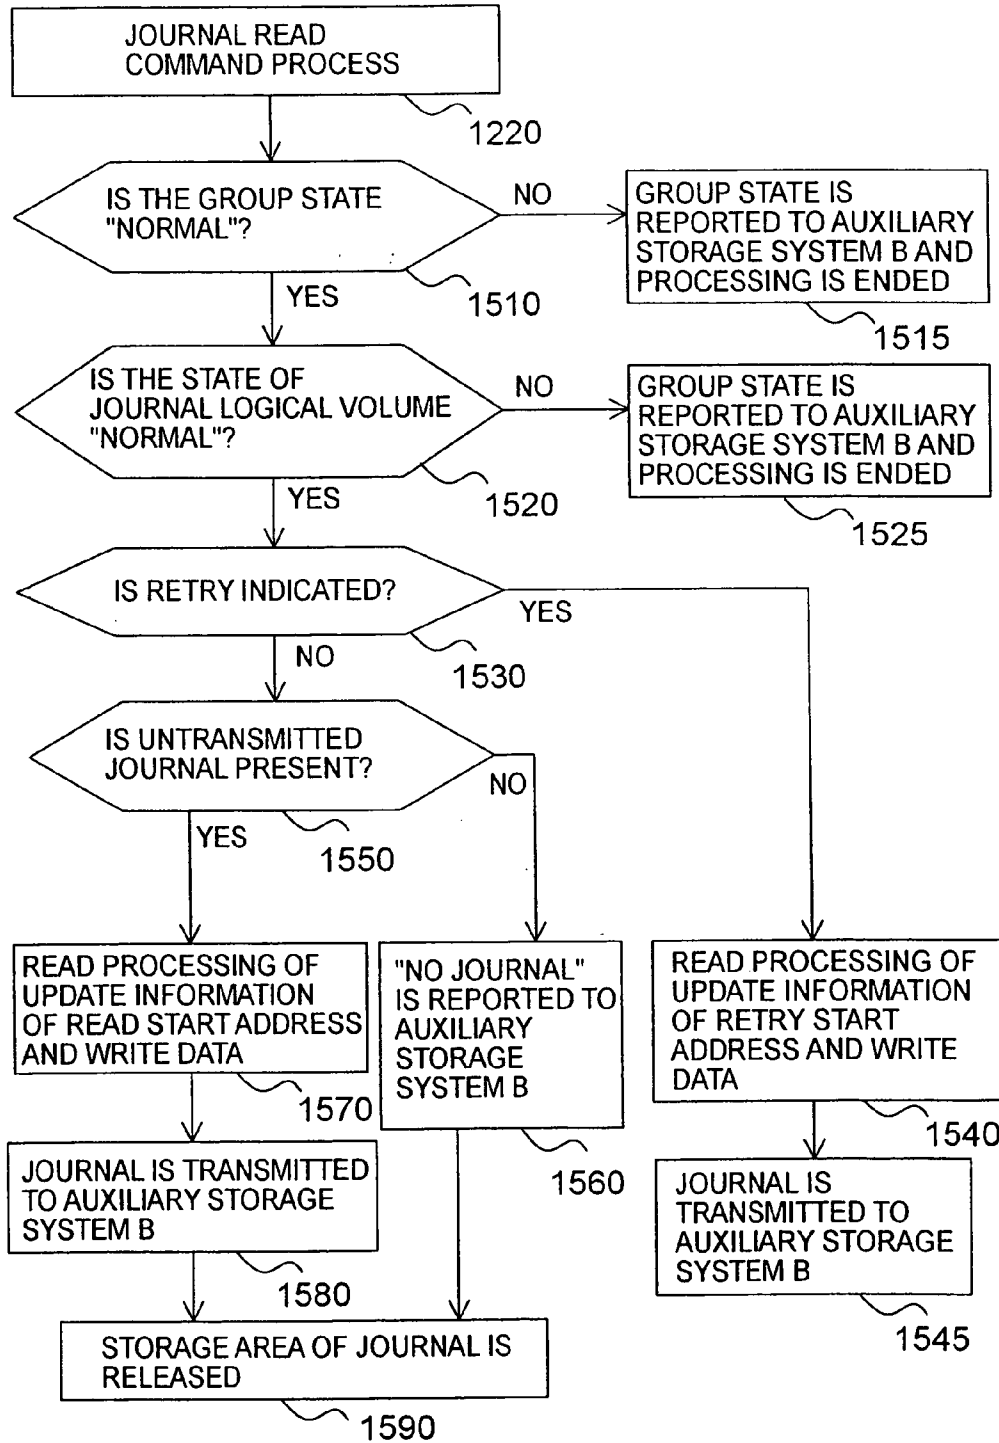 JOURNAL READ
COMMAND PROCESS
1220
IS THE GROUP STATE
"NORMAL"?
NO
YES
1510
GROUP STATE IS
REPORTED TO AUXILIARY
STORAGE SYSTEM B AND
PROCESSING IS ENDED
1515
IS THE STATE OF
JOURNAL LOGICAL VOLUME
"NORMAL"?
NO
YES
1520
GROUP STATE IS
REPORTED TO AUXILIARY
STORAGE SYSTEM B AND
PROCESSING IS ENDED
1525
IS RETRY INDICATED?
YES
NO
1530
IS UNTRANSMITTED
JOURNAL PRESENT?
NO
YES
1550
READ PROCESSING OF
UPDATE INFORMATION
OF READ START ADDRESS
AND WRITE DATA
1570
"NO JOURNAL"
IS REPORTED TO
AUXILIARY
STORAGE
SYSTEM B
1560
READ PROCESSING OF
UPDATE INFORMATION
OF RETRY START
ADDRESS AND WRITE
DATA
1540
JOURNAL IS TRANSMITTED
TO AUXILIARY STORAGE
SYSTEM B
1580
JOURNAL IS
TRANSMITTED TO
AUXILIARY STORAGE
SYSTEM B
1545
STORAGE AREA OF JOURNAL IS
RELEASED
1590